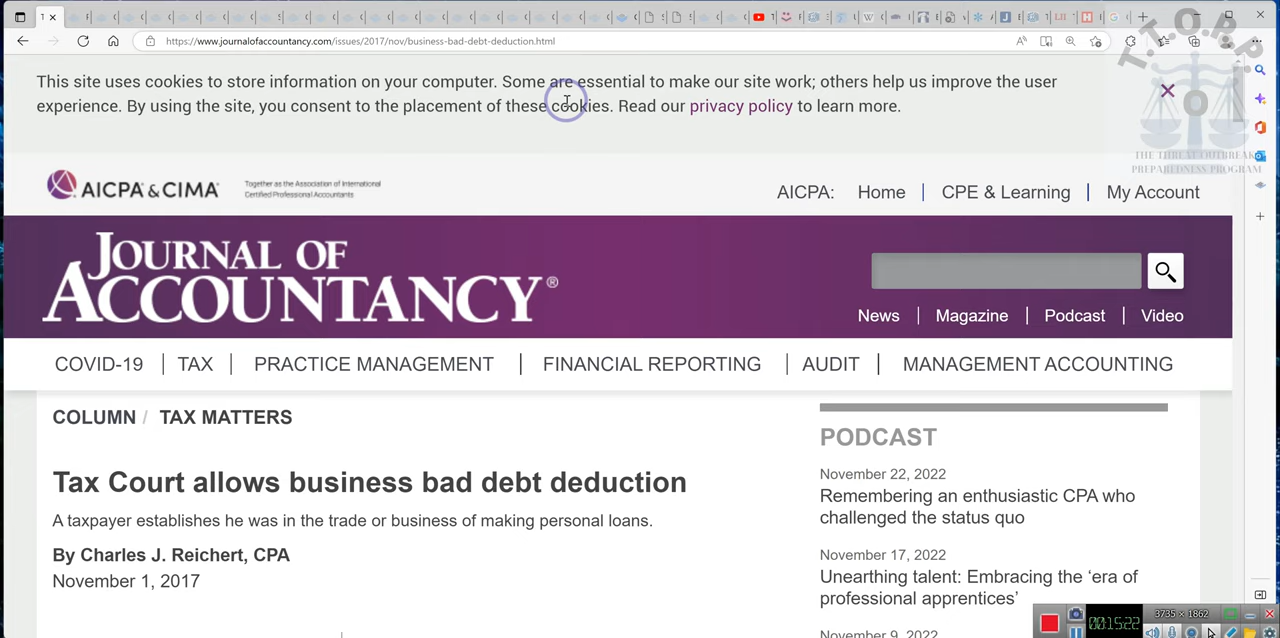 https://www.journalofaccountancy.com/issues/2017/nov/business-bad-debt-deduction.html
T.T.O.P.P.
This site uses cookies to store information on your computer. Some are essential to make our site work; others help us improve the user
experience. By using the site, you consent to the placement of these cookies. Read our privacy policy to learn more.
THE THREAT OUTBREAK
PREPAREDNESS PROGRAM
AICPA & CIMA
Together as the Association of International
Certified Professional Accountants
AICPA: Home | CPE & Learning | My Account
JOURNAL OF
ACCOUNTANCY®
News | Magazine | Podcast | Video
COVID-19 | TAX | PRACTICE MANAGEMENT | FINANCIAL REPORTING | AUDIT | MANAGEMENT ACCOUNTING
COLUMN / TAX MATTERS
Tax Court allows business bad debt deduction
A taxpayer establishes he was in the trade or business of making personal loans.
By Charles J. Reichert, CPA
November 1, 2017
PODCAST
November 22, 2022
Remembering an enthusiastic CPA who
challenged the status quo
November 17, 2022
Unearthing talent: Embracing the ‘era of
professional apprentices’
November 9, 2022
3735 × 1862
00:15:22